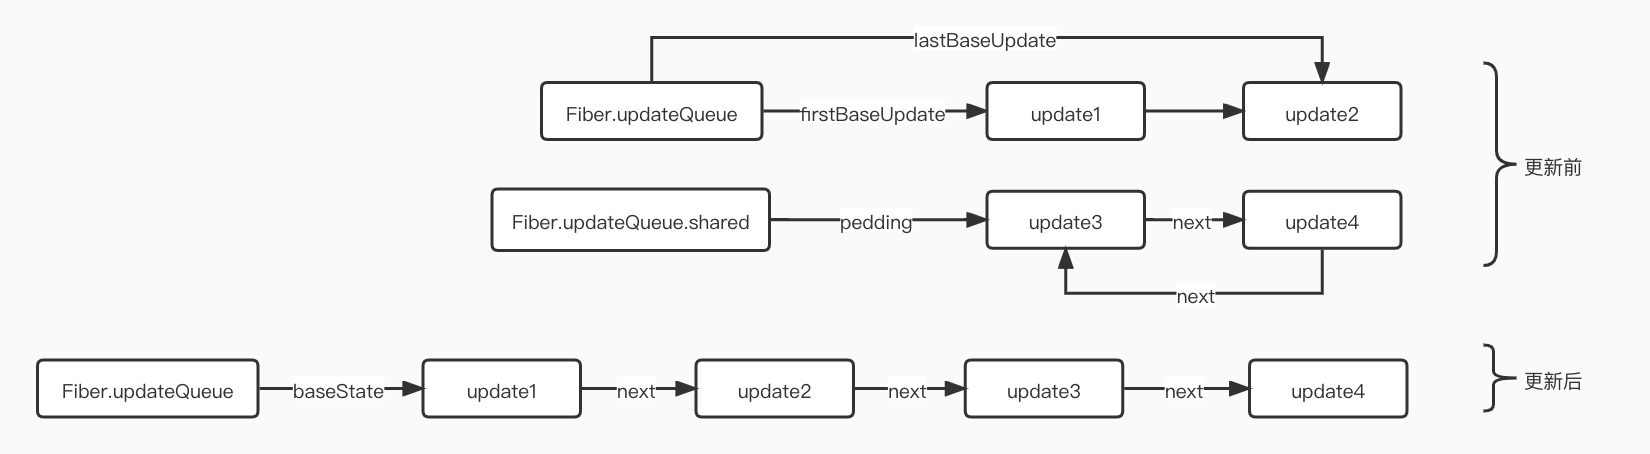 lastBaseUpdate
Fiber.updateQueue
firstBaseUpdate
update1
update2
更新前
Fiber.updateQueue.shared
pedding
update3
next
update4
next
Fiber.updateQueue
baseState
update1
next
update2
next
update3
next
update4
更新后